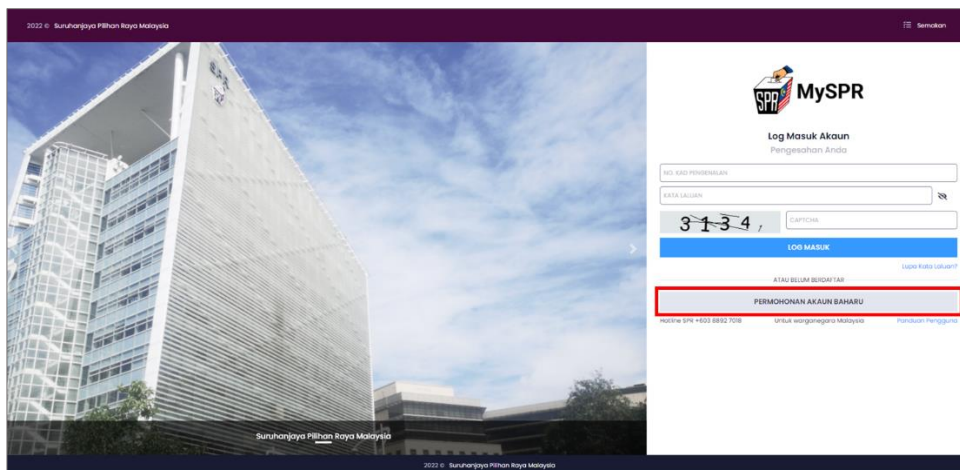 2022 © Suruhanjaya Pilihan Raya Malaysia
Semakan
SPR
SPR
MySPR
Log Masuk Akaun
Pengesahan Anda
NO. KAD PENGENALAN
KATA LALUAN
3134,
CAPTCHA
LOG MASUK
Lupa Kata Laluan?
ATAU BELUM BERDAFTAR
PERMOHONAN AKAUN BAHARU
Hotline SPR +603 8892 7018 Untuk warganegara Malaysia Panduan Pengguna
Suruhanjaya Pilihan Raya Malaysia
2022 © Suruhanjaya Pilihan Raya Malaysia